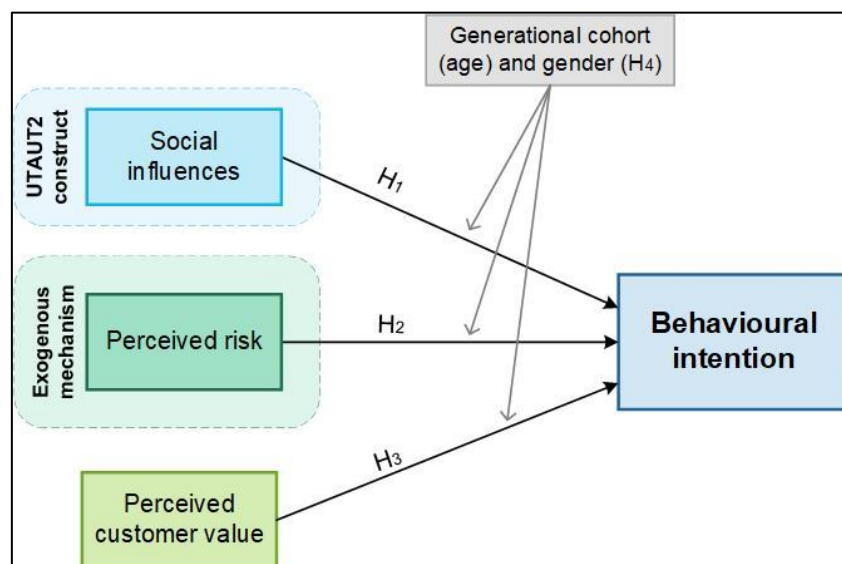 Generational cohort
(age) and gender (H4)
UTAUT2
construct
Social
influences
H1
Exogenous
mechanism
Perceived risk
H2
Behavioural
intention
H3
Perceived
customer value